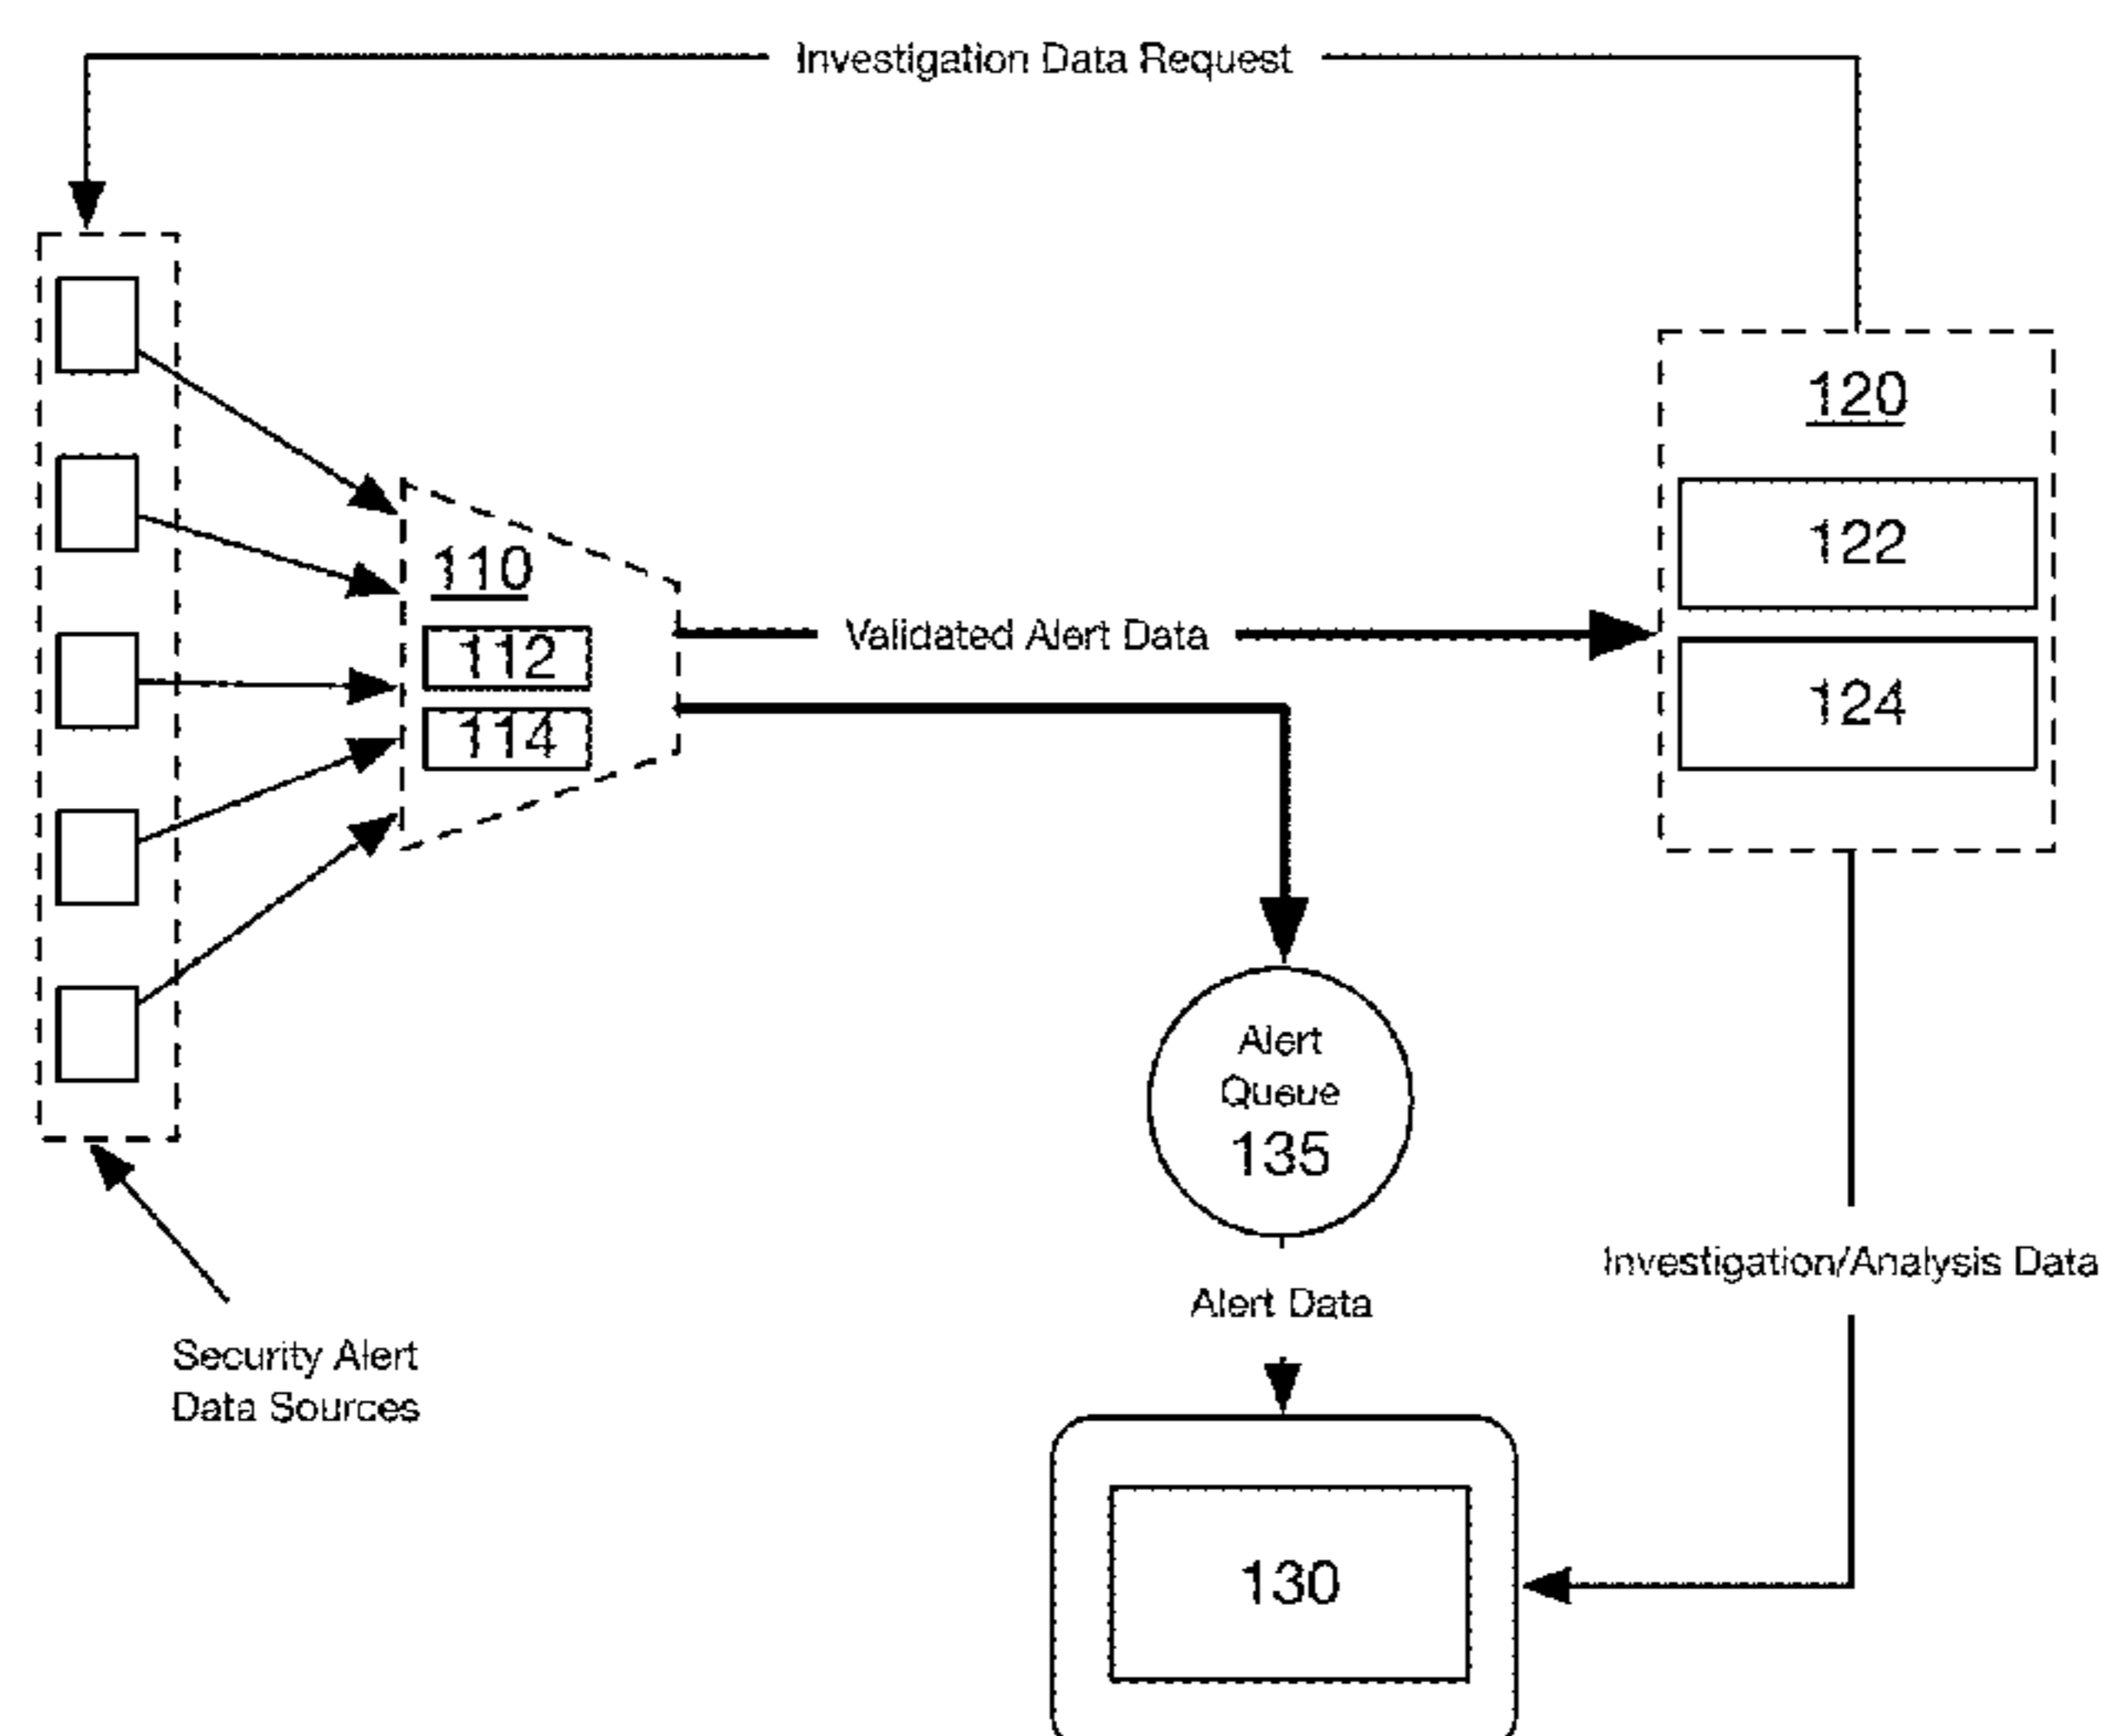 Investigation Data Request
120
122
110
Validated Alert Data
112
124
114
Alert
Queue
135
Investigation/Analysis Data
Alert Data
Security Alert
Data Sources
130